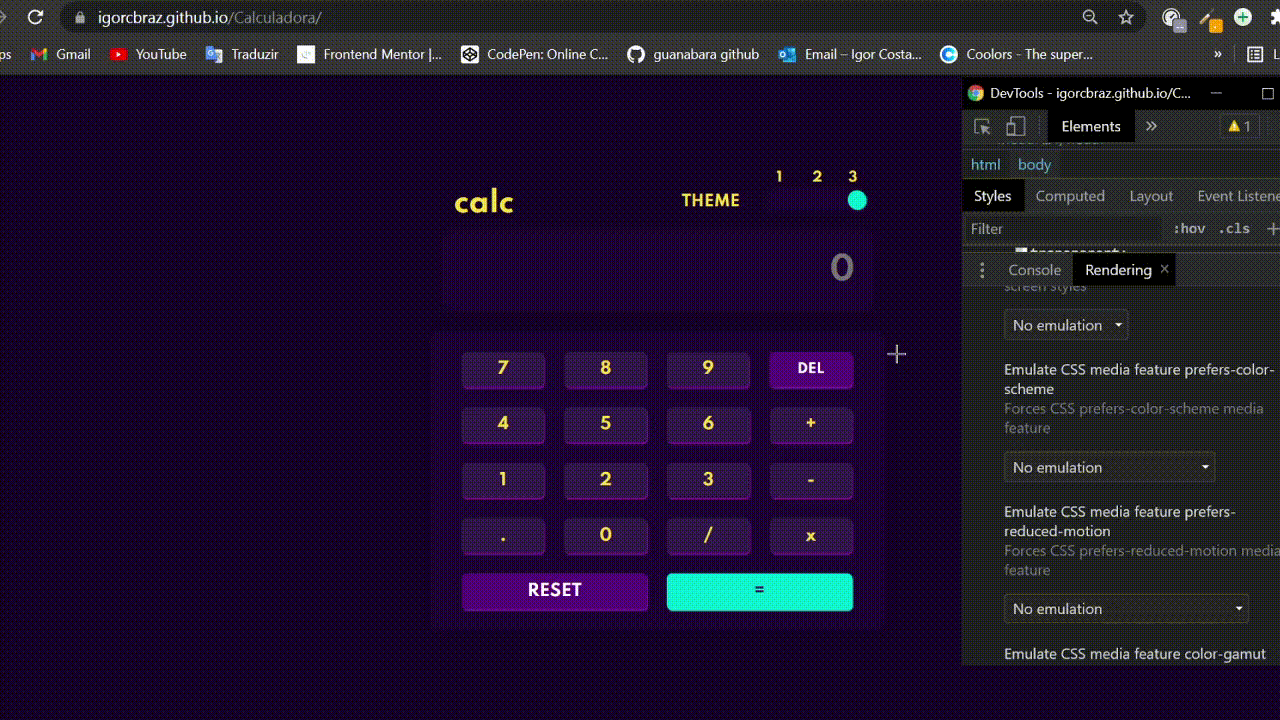 igorcbraz.github.io/Calculadora/
Gmail YouTube Traduzir Frontend Mentor |... CodePen: Online C... guanabara github Email – Igor Costa... Coolors - The super... »
DevTools - igorcbraz.github.io/C...
Elements » 1
html body
Styles Computed Layout Event Listene
Filter :hov .cls +
Console Rendering ×
screen styles
No emulation
Emulate CSS media feature prefers-color-
scheme
Forces CSS prefers-color-scheme media
feature
No emulation
Emulate CSS media feature prefers-
reduced-motion
Forces CSS prefers-reduced-motion media
feature
No emulation
Emulate CSS media feature color-gamut
1 2 3
calc THEME
0
7 8 9 DEL
4 5 6 +
1 2 3 -
. 0 / x
RESET =